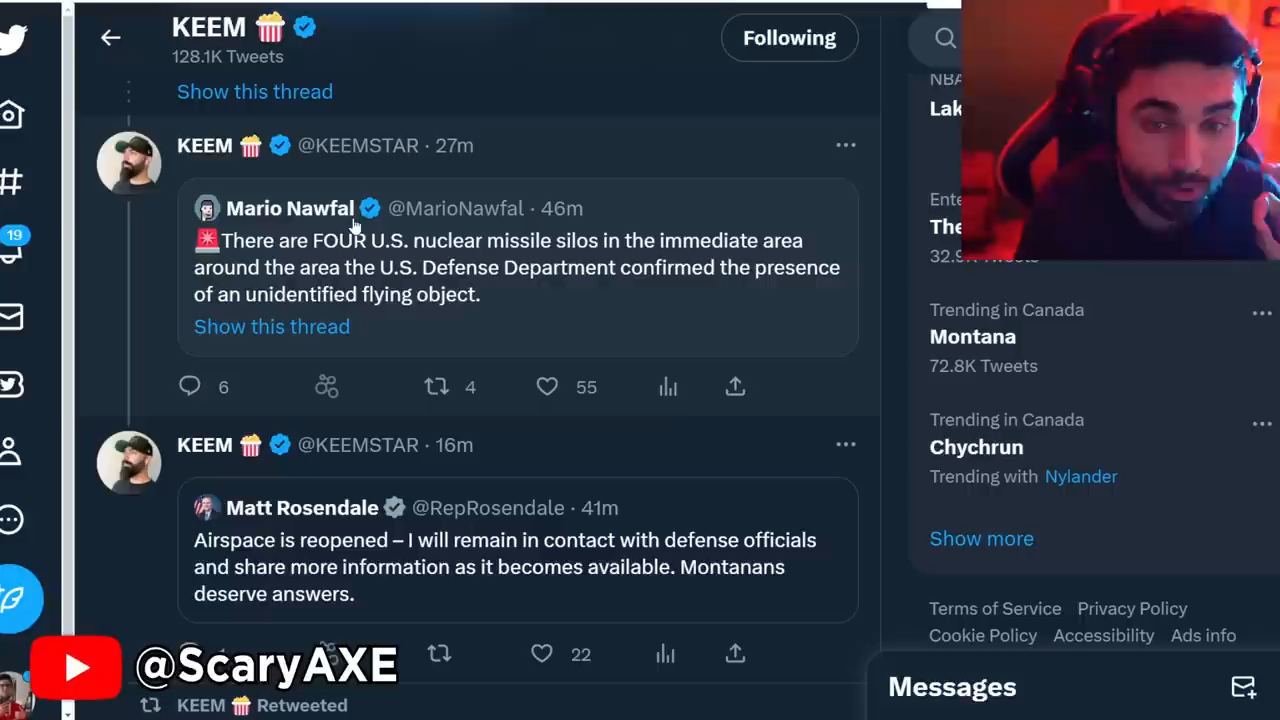 KEEM
128.1K Tweets
Following
Show this thread
KEEM @KEEMSTAR · 27m
Mario Nawfal @MarioNawfal · 46m
There are FOUR U.S. nuclear missile silos in the immediate area
around the area the U.S. Defense Department confirmed the presence
of an unidentified flying object.
Show this thread
6
4
55
KEEM @KEEMSTAR · 16m
Matt Rosendale @RepRosendale · 41m
Airspace is reopened – I will remain in contact with defense officials
and share more information as it becomes available. Montanans
deserve answers.
22
KEEM Retweeted
19
@ScaryAXE
NBA
Lak
Ente
The
Trending in Canada
Montana
72.8K Tweets
Trending in Canada
Chychrun
Trending with Nylander
Show more
Terms of Service Privacy Policy
Cookie Policy Accessibility Ads info
Messages